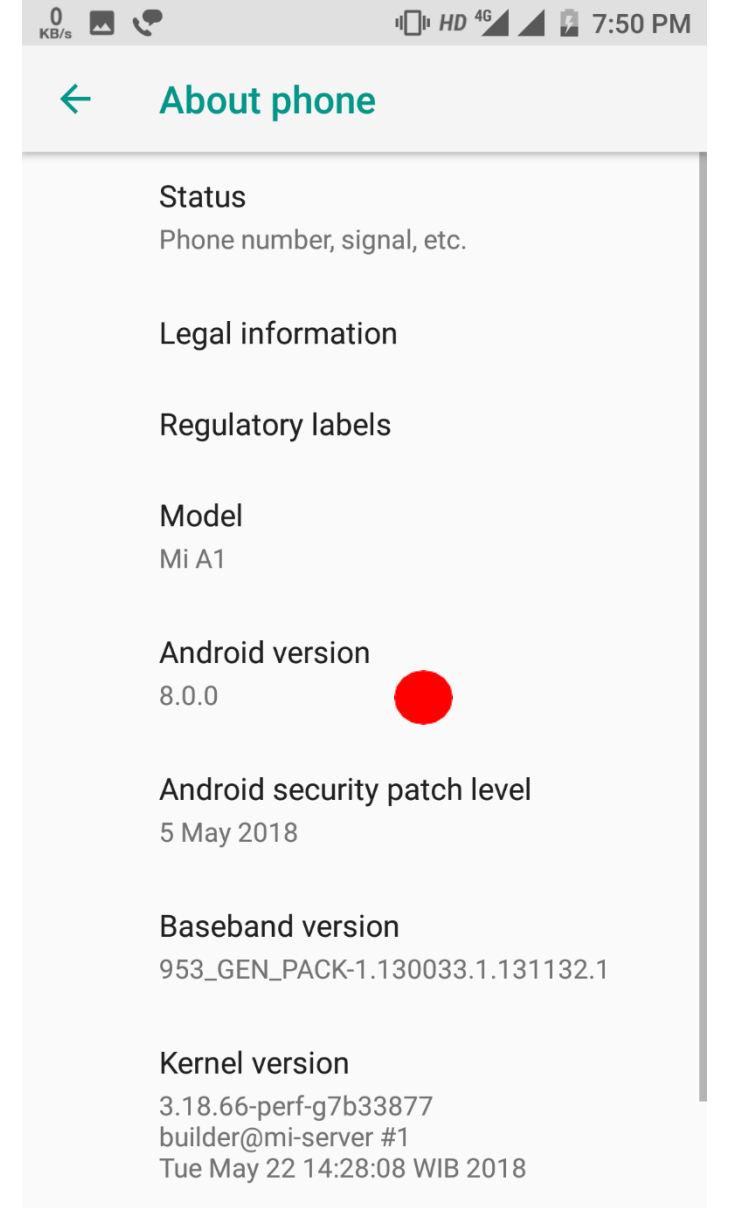 0
KB/s
HD 4G 7:50 PM
About phone
Status
Phone number, signal, etc.
Legal information
Regulatory labels
Model
Mi A1
Android version
8.0.0
Android security patch level
5 May 2018
Baseband version
953_GEN_PACK-1.130033.1.131132.1
Kernel version
3.18.66-perf-g7b33877
builder@mi-server #1
Tue May 22 14:28:08 WIB 2018